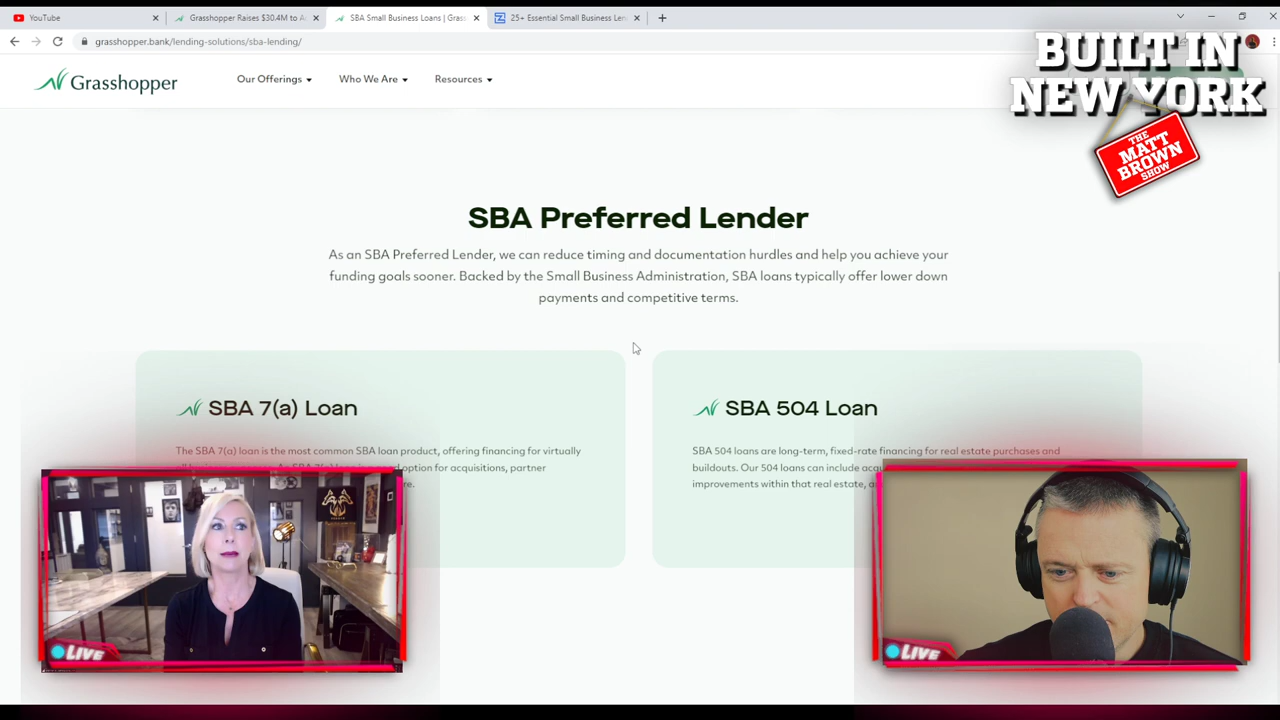 YouTube
Grasshopper Raises $30.4M to A
SBA Small Business Loans | Grass
25+ Essential Small Business Len
grasshopper.bank/lending-solutions/sba-lending/
BUILT IN
NEW YORK
THE
MATT
BROWN
SHOW
Grasshopper
Our Offerings
Who We Are
Resources
SBA Preferred Lender
As an SBA Preferred Lender, we can reduce timing and documentation hurdles and help you achieve your
funding goals sooner. Backed by the Small Business Administration, SBA loans typically offer lower down
payments and competitive terms.
SBA 7(a) Loan
The SBA 7(a) loan is the most common SBA loan product, offering financing for virtually
option for acquisitions, partner
SBA 504 Loan
SBA 504 loans are long-term, fixed-rate financing for real estate purchases and
buildouts. Our 504 loans can include
improvements within that real estate,
LIVE
LIVE